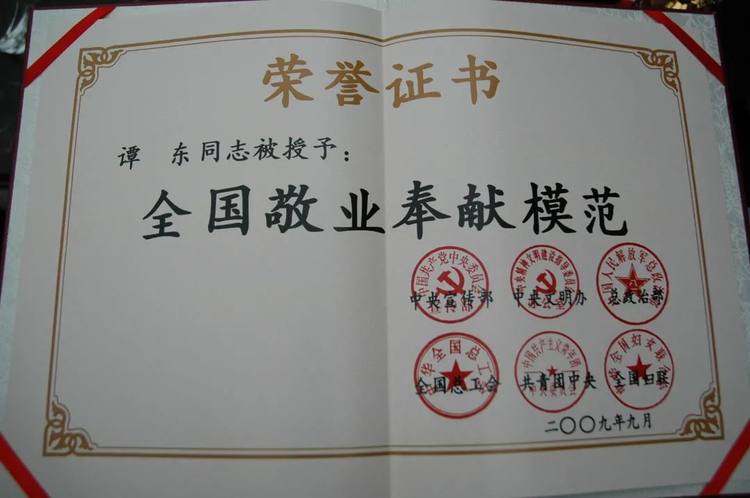 荣誉证书
谭 东同志被授予：
全国敬业奉献模范
中央宣传部 中央文明办 总政治部
全国总工会 共青团中央 全国妇联
二〇〇九年九月